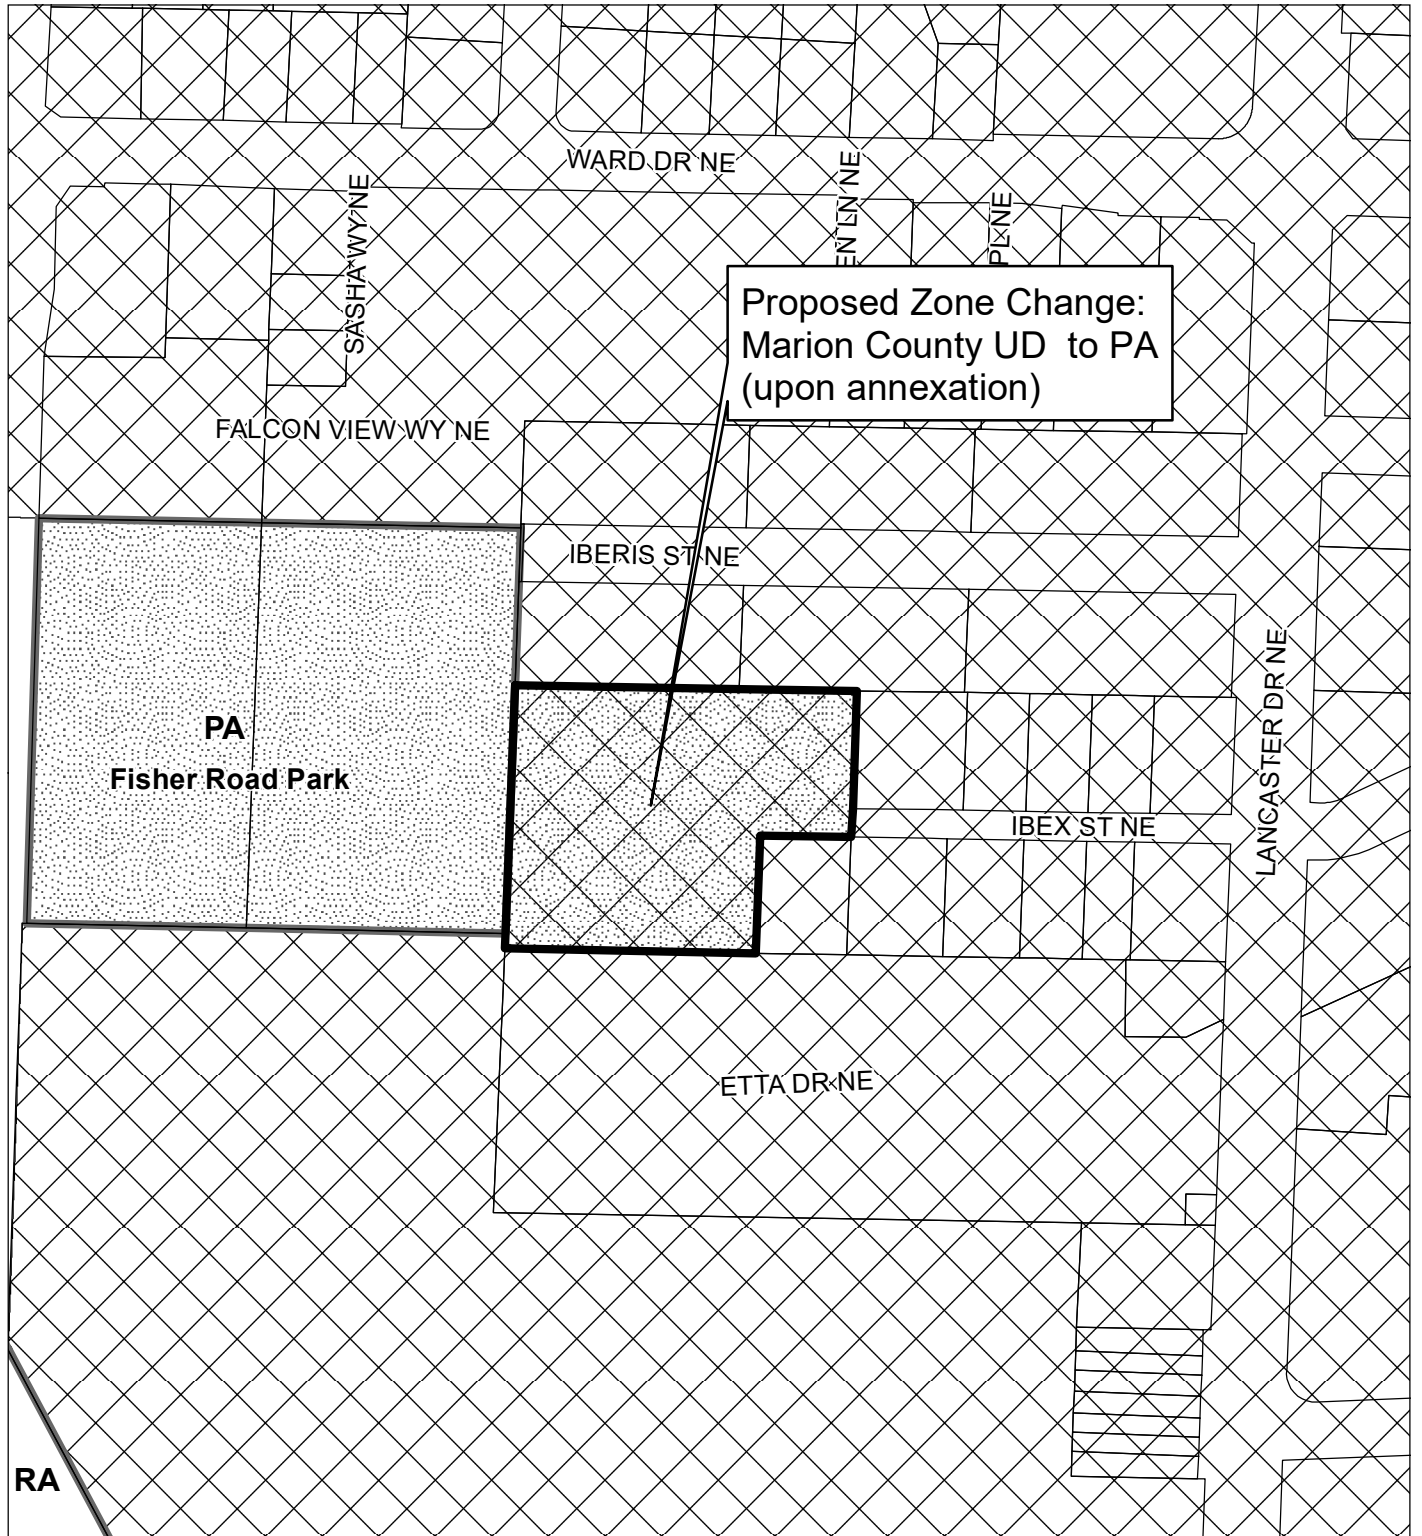 WARD DR NE
EN LN NE
PL NE
SASHA WY NE
Proposed Zone Change:
Marion County UD to PA
(upon annexation)
FALCON VIEW WY NE
IBERIS ST NE
LANCASTER DR NE
PA
Fisher Road Park
IBEX ST NE
ETTA DR NE
RA